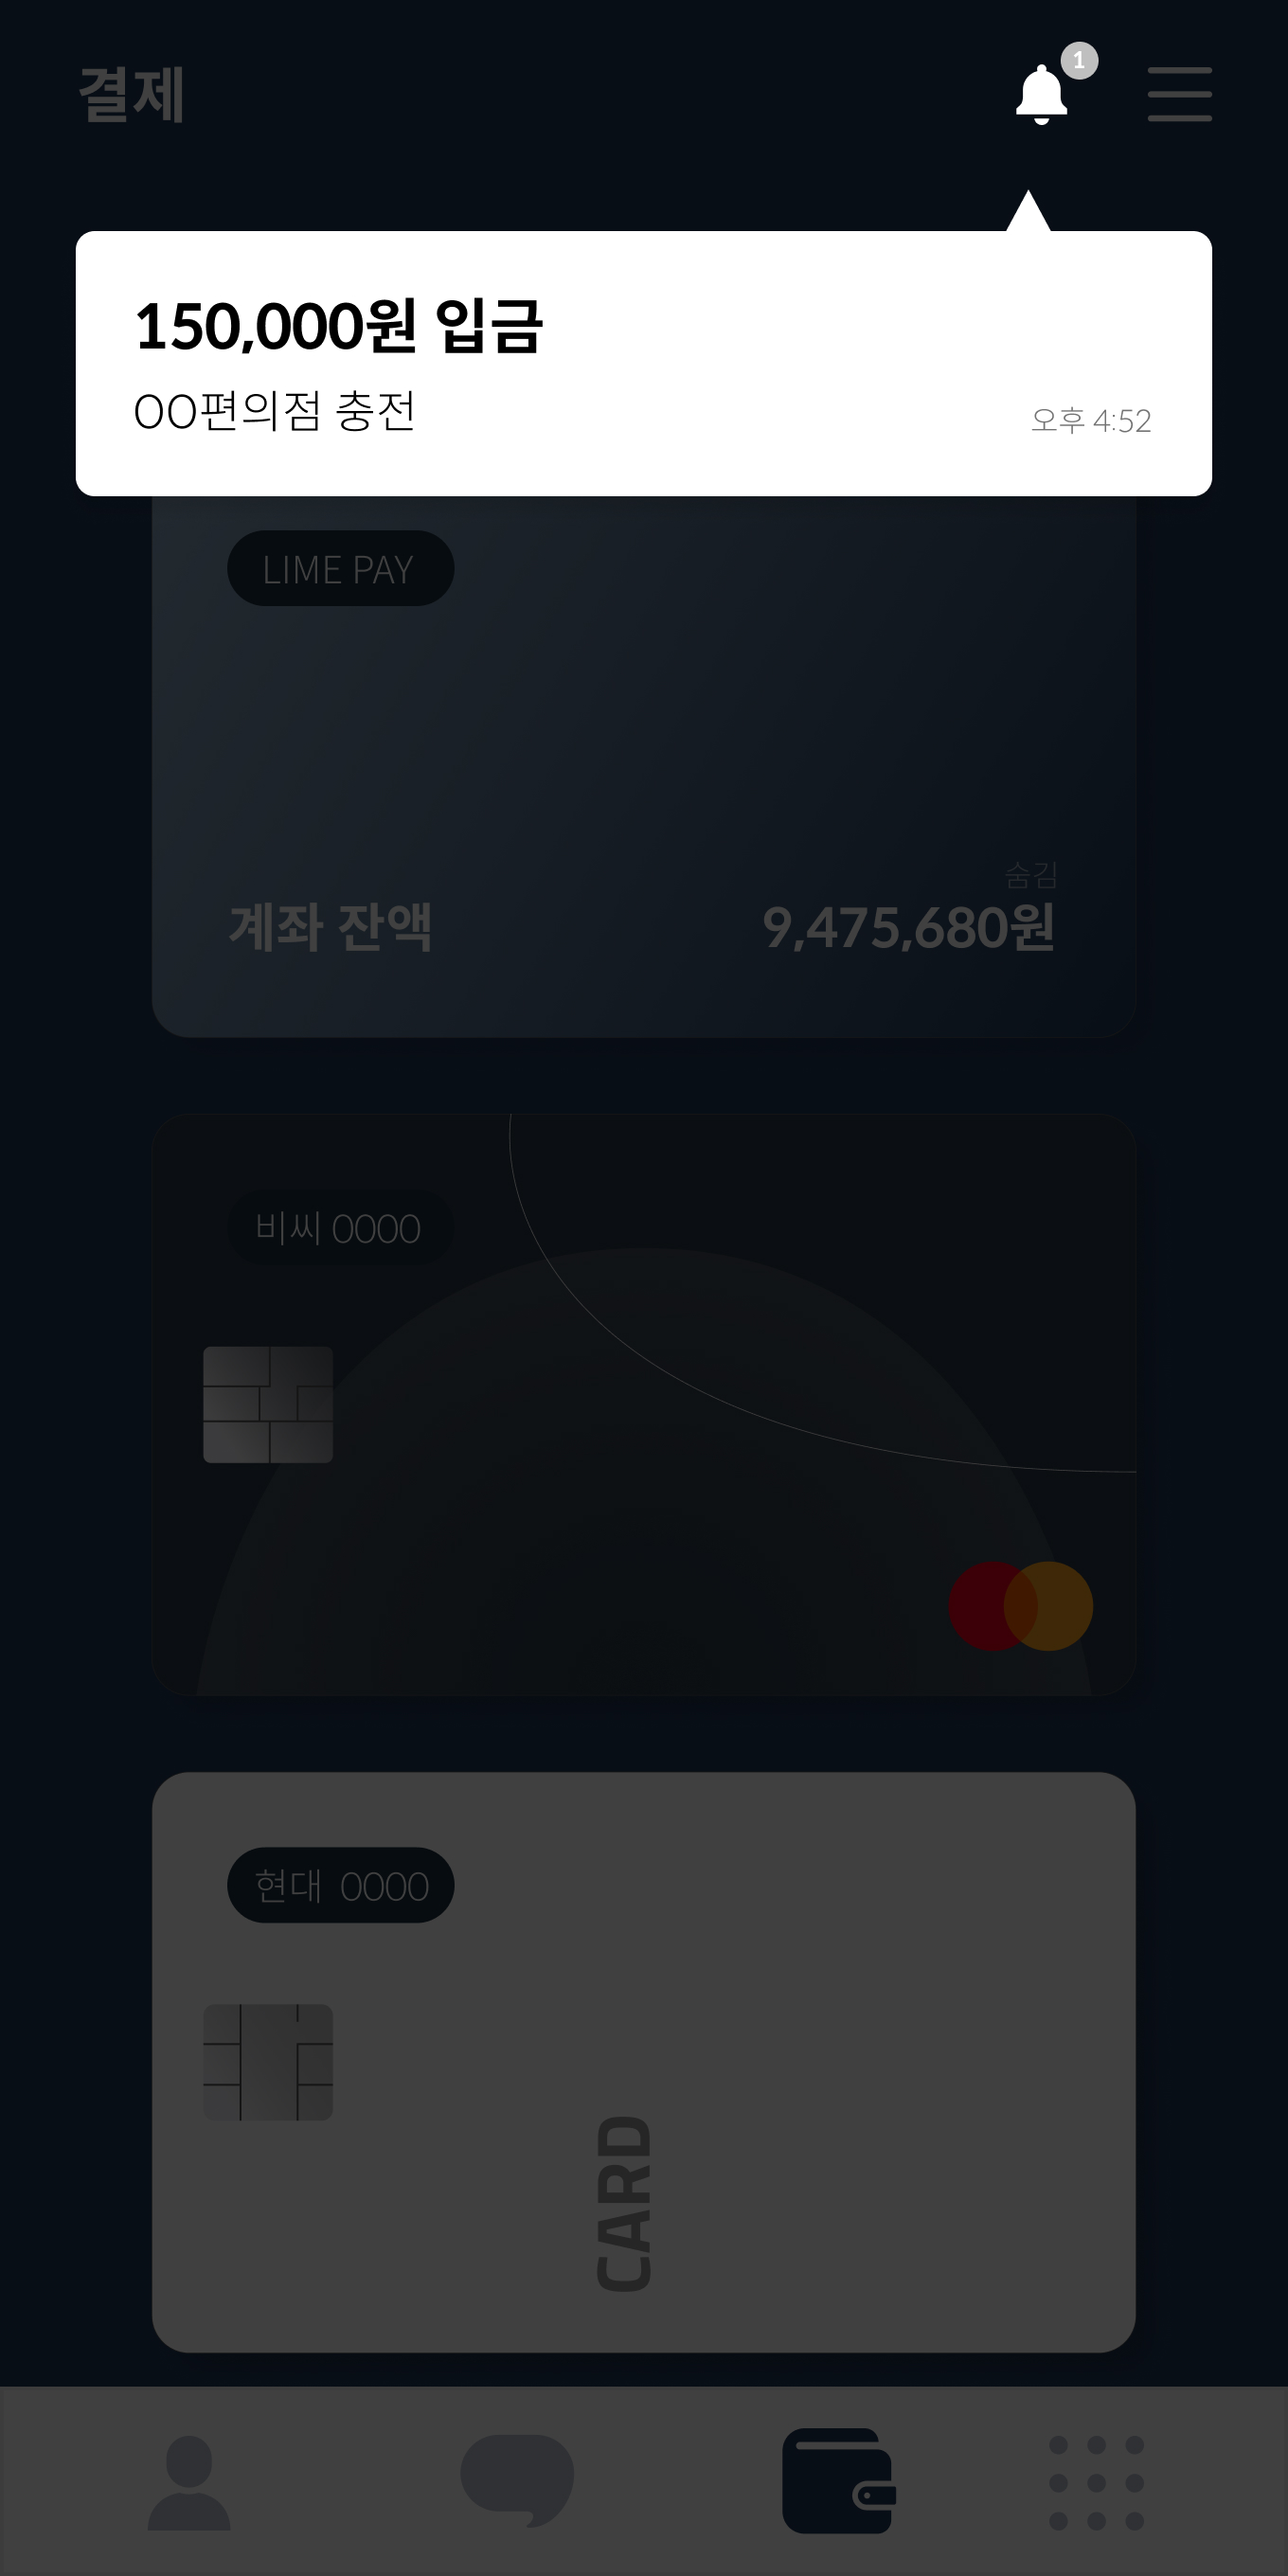 결제
1
150,000원 입금
OO편의점 충전
오후 4:52
LIME PAY
숨김
계좌 잔액 9,475,680원
비씨 0000
현대 0000
CARD